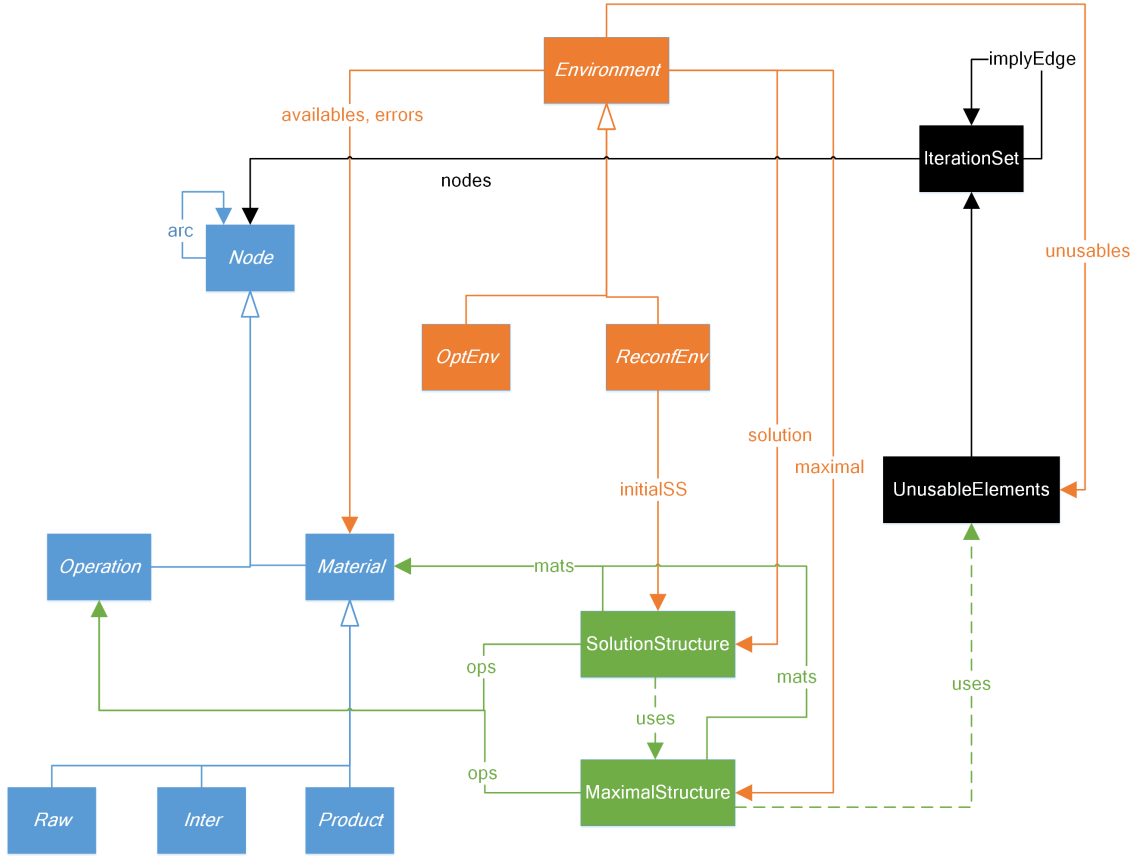 implyEdge
Environment
availables, errors
IterationSet
nodes
arc
Node
unusables
OptEnv
ReconfEnv
solution
maximal
initialSS
UnusableElements
Operation
Material
mats
SolutionStructure
ops
mats
uses
uses
ops
MaximalStructure
Raw
Inter
Product